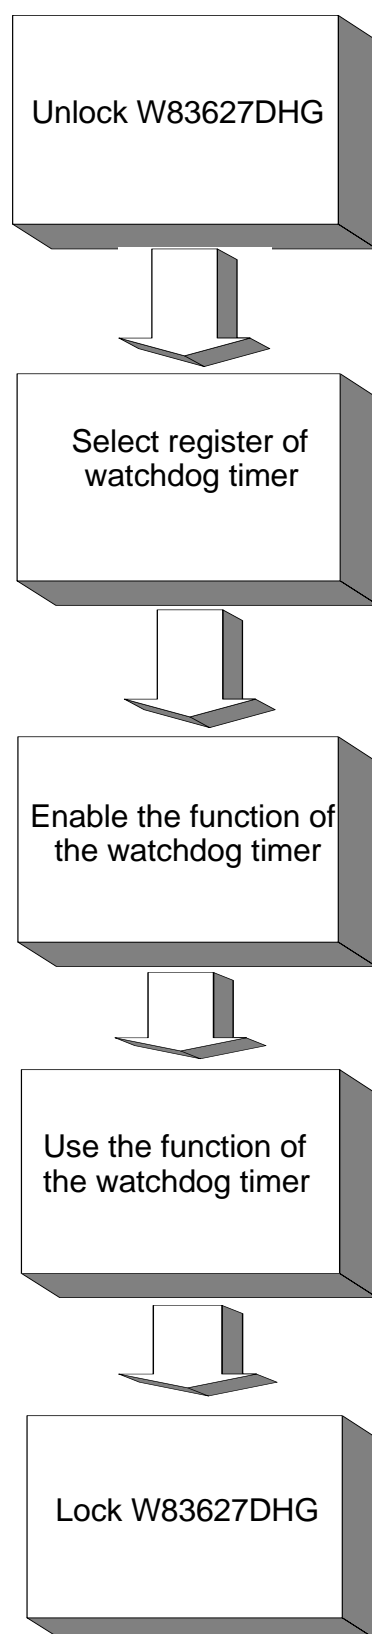 Unlock W83627DHG
Select register of
watchdog timer
Enable the function of
the watchdog timer
Use the function of
the watchdog timer
Lock W83627DHG